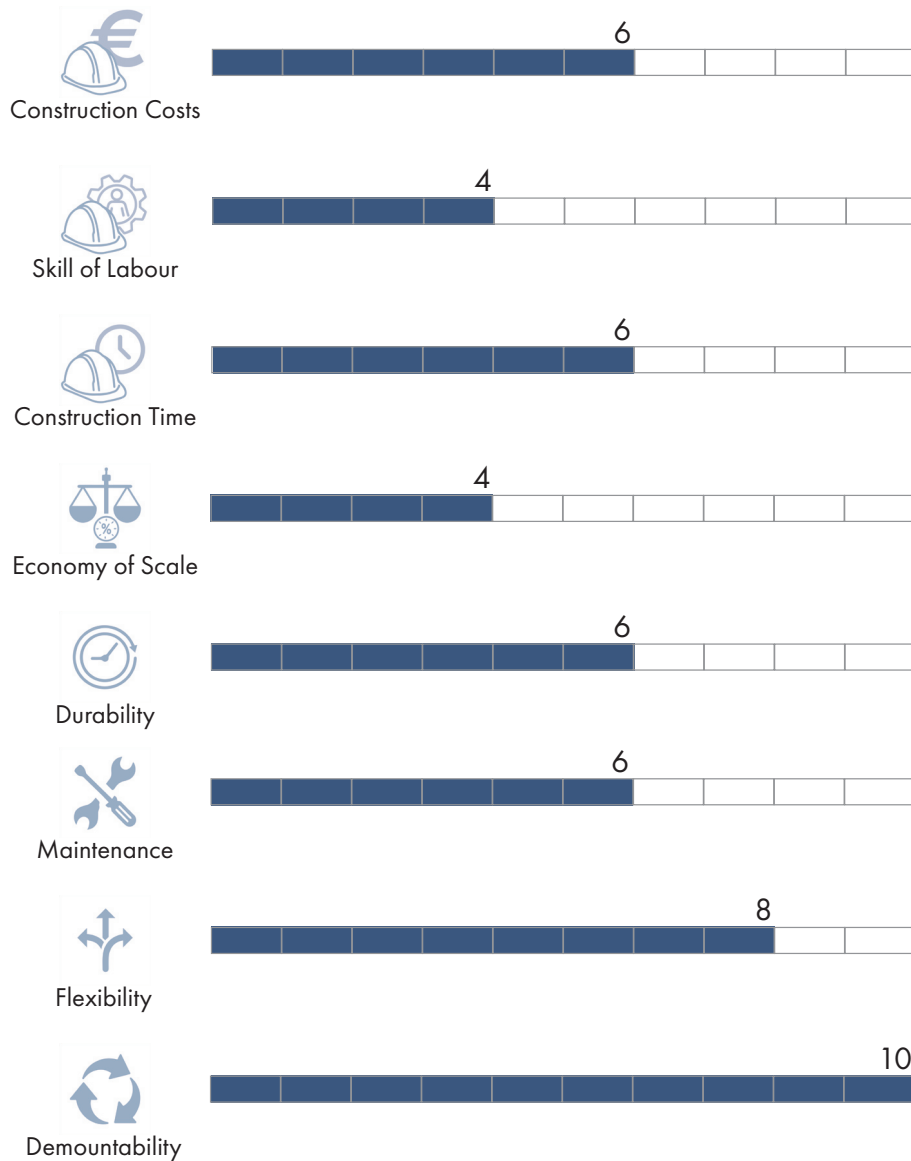 6
Construction Costs
4
Skill of Labour
6
Construction Time
4
%
Economy of Scale
6
Durability
6
Maintenance
8
Flexibility
10
Demountability